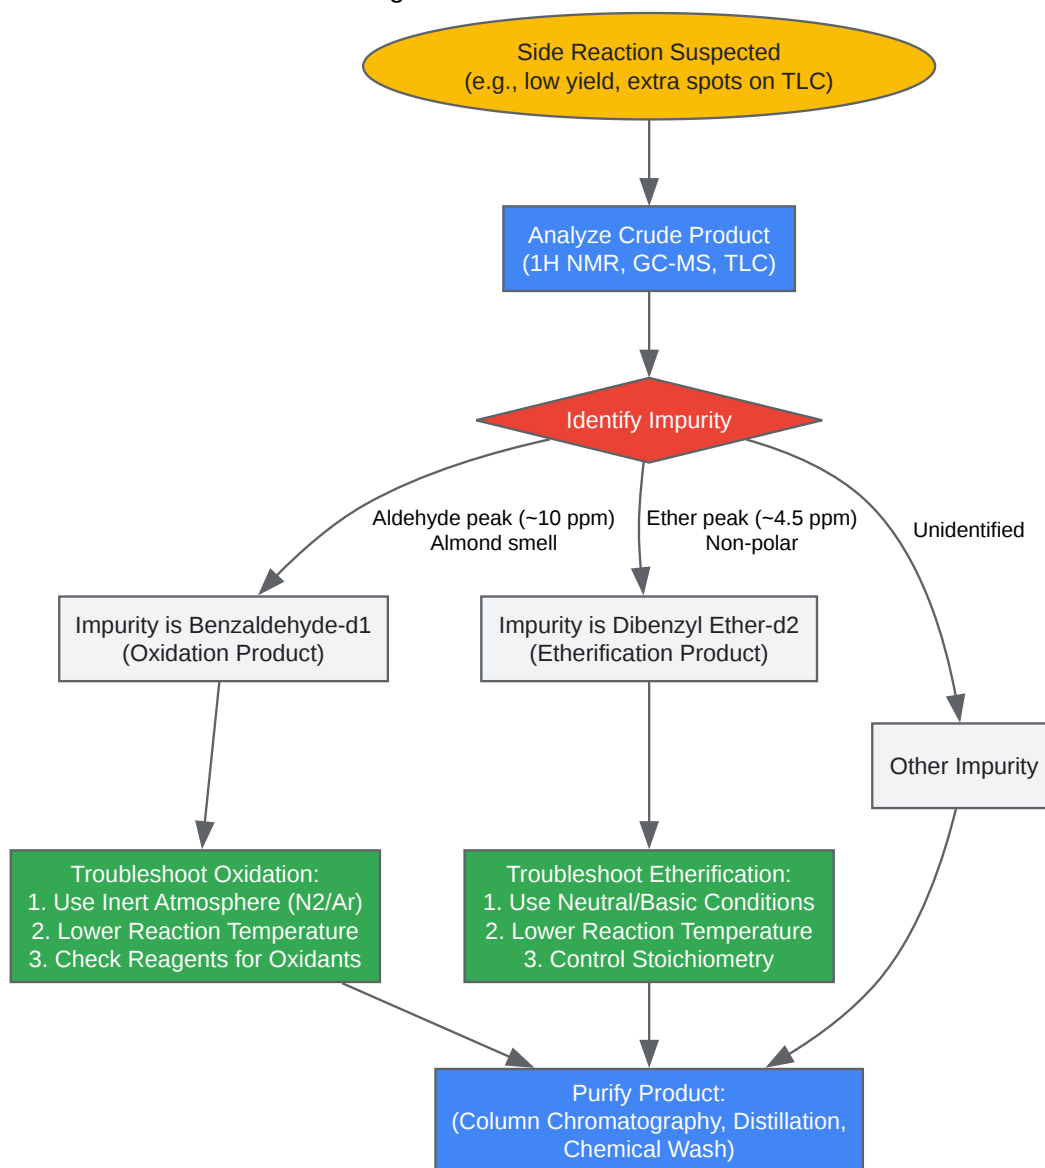 Side Reaction Suspected
(e.g., low yield, extra spots on TLC)
Analyze Crude Product
(1H NMR, GC-MS, TLC)
Identify Impurity
Aldehyde peak (~10 ppm)
Almond smell
Ether peak (~4.5 ppm)
Non-polar
Unidentified
Impurity is Benzaldehyde-d1
(Oxidation Product)
Impurity is Dibenzyl Ether-d2
(Etherification Product)
Other Impurity
Troubleshoot Oxidation:
1. Use Inert Atmosphere (N2/Ar)
2. Lower Reaction Temperature
3. Check Reagents for Oxidants
Troubleshoot Etherification:
1. Use Neutral/Basic Conditions
2. Lower Reaction Temperature
3. Control Stoichiometry
Purify Product:
(Column Chromatography, Distillation,
Chemical Wash)